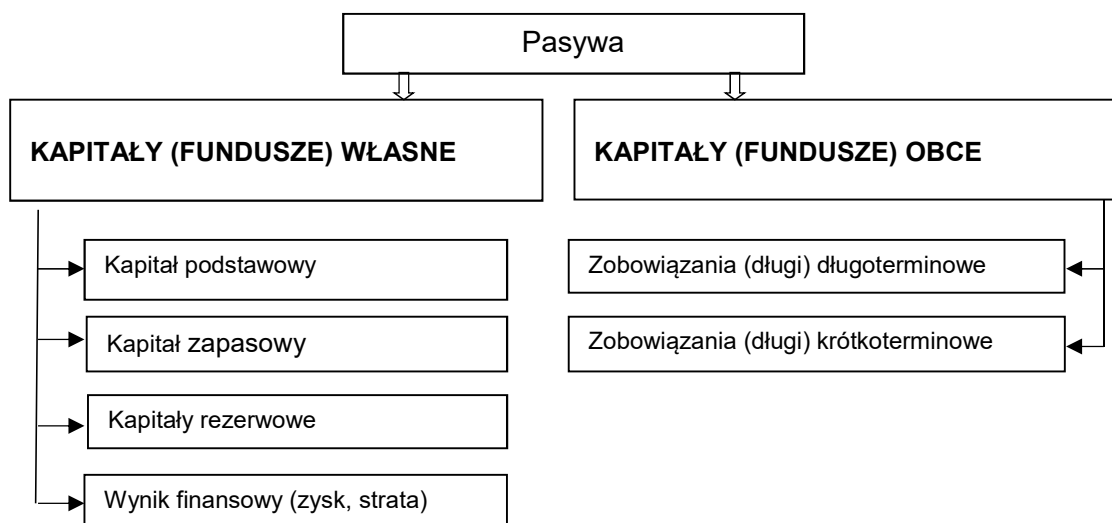 Pasywa
KAPITAŁY (FUNDUSZE) WŁASNE
KAPITAŁY (FUNDUSZE) OBCE
Kapitał podstawowy
Kapitał zapasowy
Kapitały rezerwowe
Wynik finansowy (zysk, strata)
Zobowiązania (długi) długoterminowe
Zobowiązania (długi) krótkoterminowe